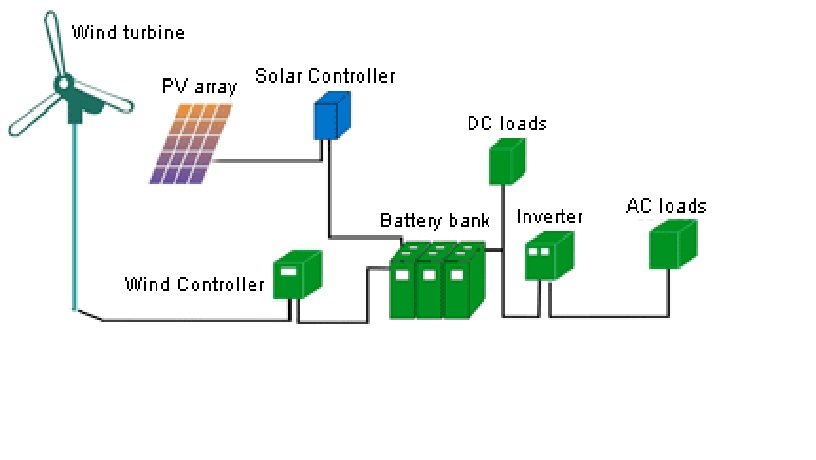 Wind turbine
PV array
Solar Controller
DC loads
Battery bank
Inverter
AC loads
Wind Controller